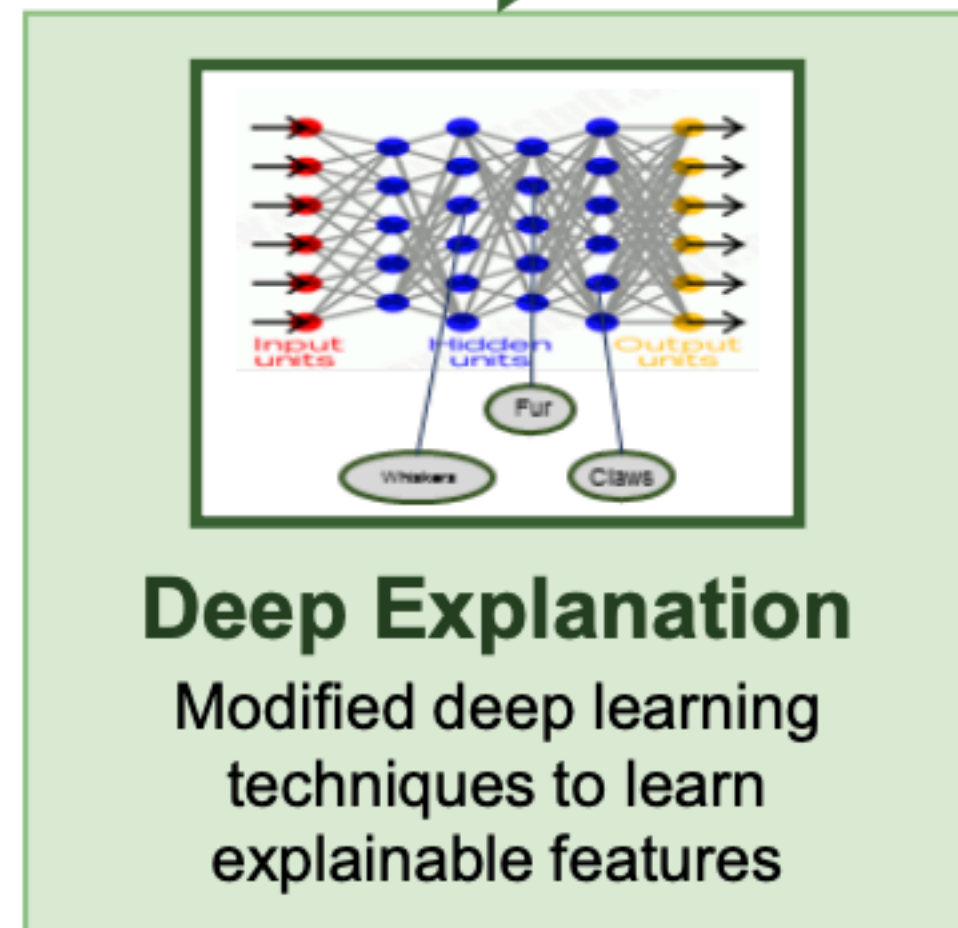 Input Hidden Output
units units units
Fur
Whiskers Claws
Deep Explanation
Modified deep learning
techniques to learn
explainable features